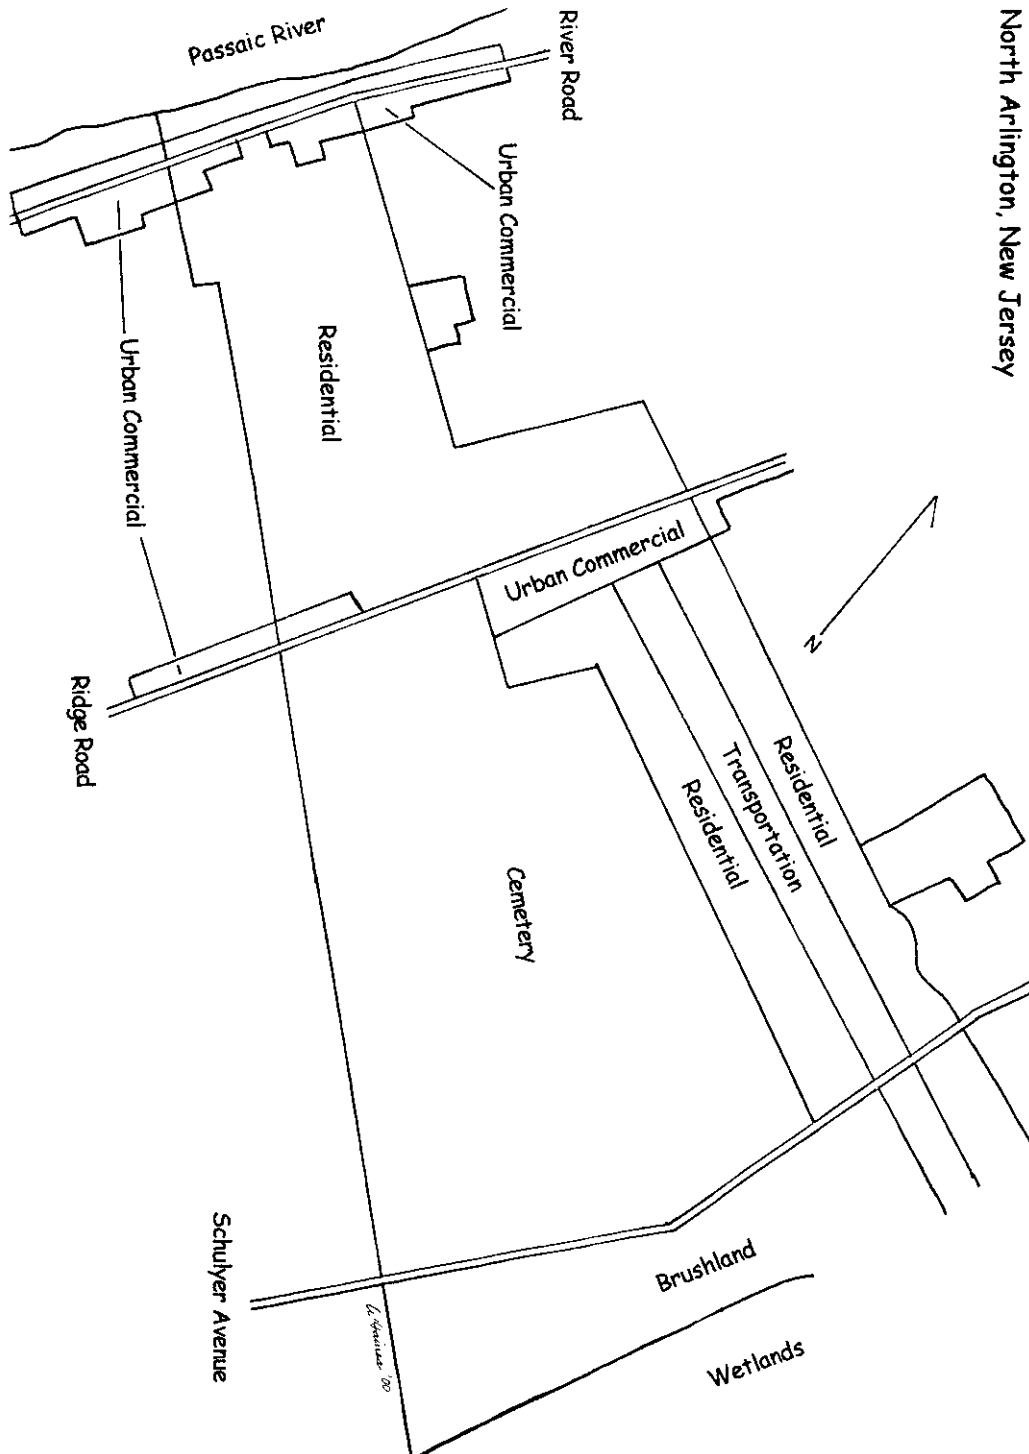 North Arlington, New Jersey
River Road
Passaic River
Urban Commercial
Residential
Urban Commercial
Urban Commercial
N
Residential
Transportation
Residential
Cemetery
Ridge Road
Brushland
Wetlands
Schulyer Avenue
'00